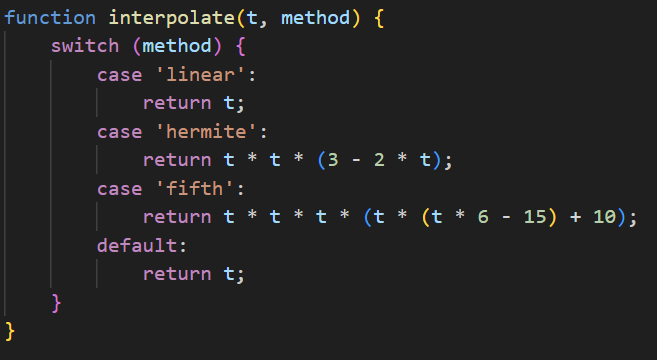 function interpolate(t, method) {
    switch (method) {
        case 'linear':
            return t;
        case 'hermite':
            return t * t * (3 - 2 * t);
        case 'fifth':
            return t * t * t * (t * (t * 6 - 15) + 10);
        default:
            return t;
    }
}